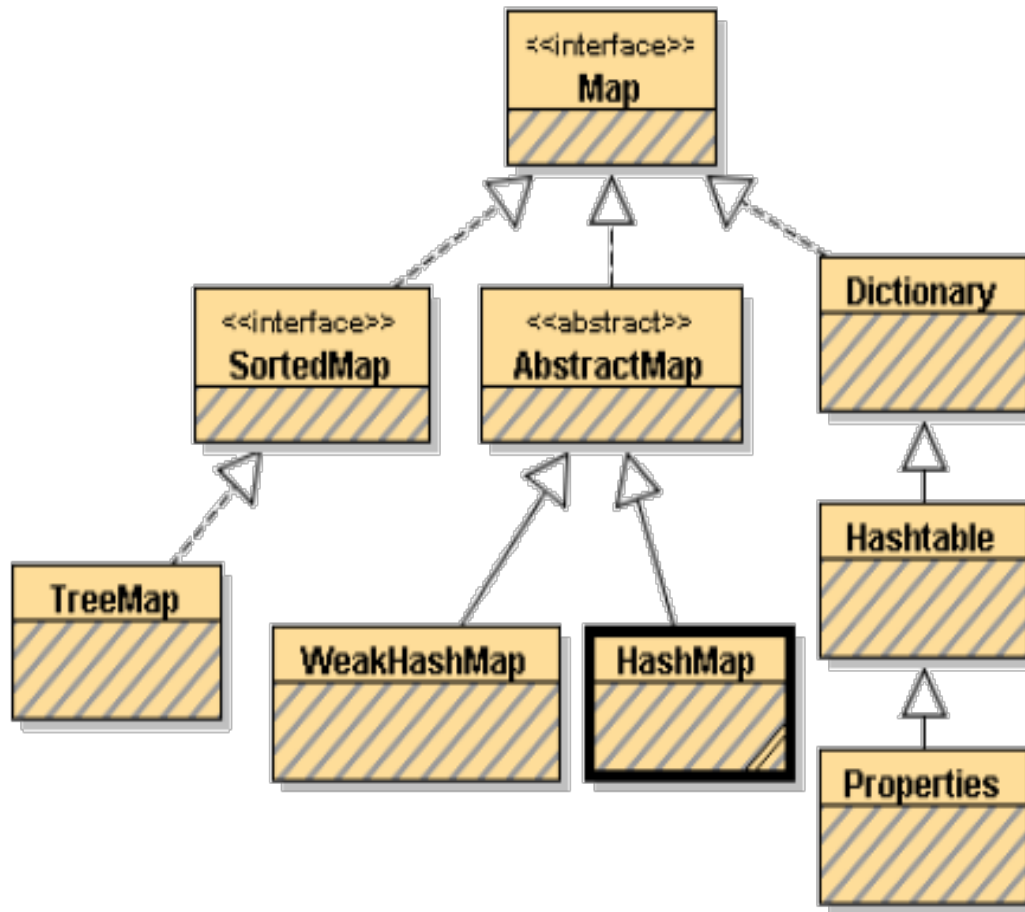 <<interface>>
Map
<<interface>>
SortedMap
<<abstract>>
AbstractMap
Dictionary
Hashtable
TreeMap
WeakHashMap
HashMap
Properties